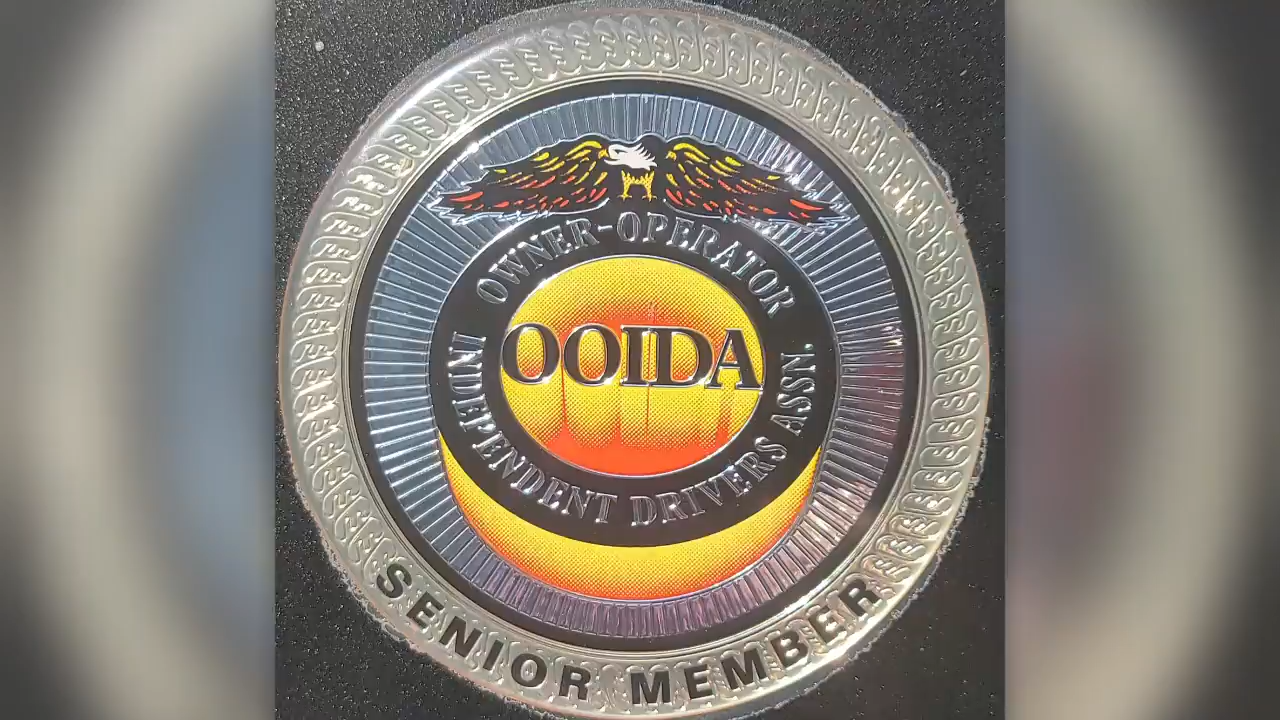 OWNER-OPERATOR
OOIDA
INDEPENDENT DRIVERS ASSN.
SENIOR MEMBER